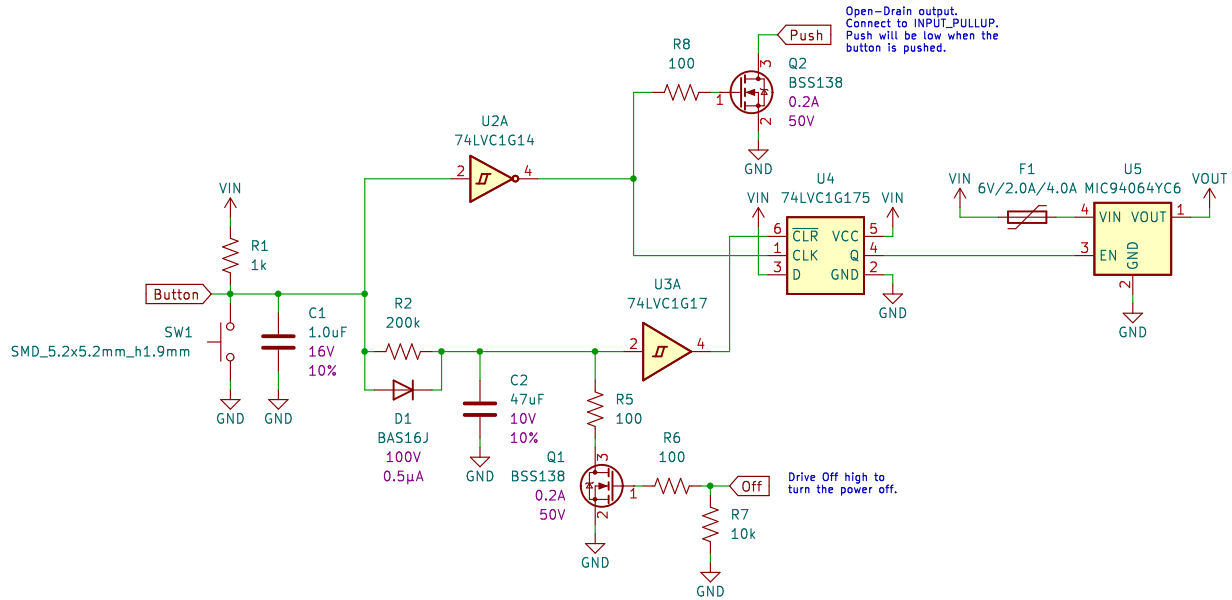 Open-Drain output.
Connect to INPUT_PULLUP.
Push will be low when the
button is pushed.
Push
R8
100
3
Q2
BSS138
0.2A
50V
1
2
GND
U2A
74LVC1G14
2
4
VIN
R1
1k
Button
SW1
SMD_5.2x5.2mm_h1.9mm
GND
C1
1.0uF
16V
10%
GND
R2
200k
D1
BAS16J
100V
0.5µA
C2
47uF
10V
10%
GND
U3A
74LVC1G17
2
4
R5
100
Q1
BSS138
0.2A
50V
3
1
2
GND
R6
100
Off
Drive Off high to
turn the power off.
R7
10k
GND
VIN
U4
74LVC1G175
VIN
6
CLR
VCC
5
1
CLK
Q
4
3
D
GND
2
GND
VIN
F1
6V/2.0A/4.0A
U5
MIC94064YC6
VOUT
4
VIN
VOUT
1
3
EN
GND
2
GND